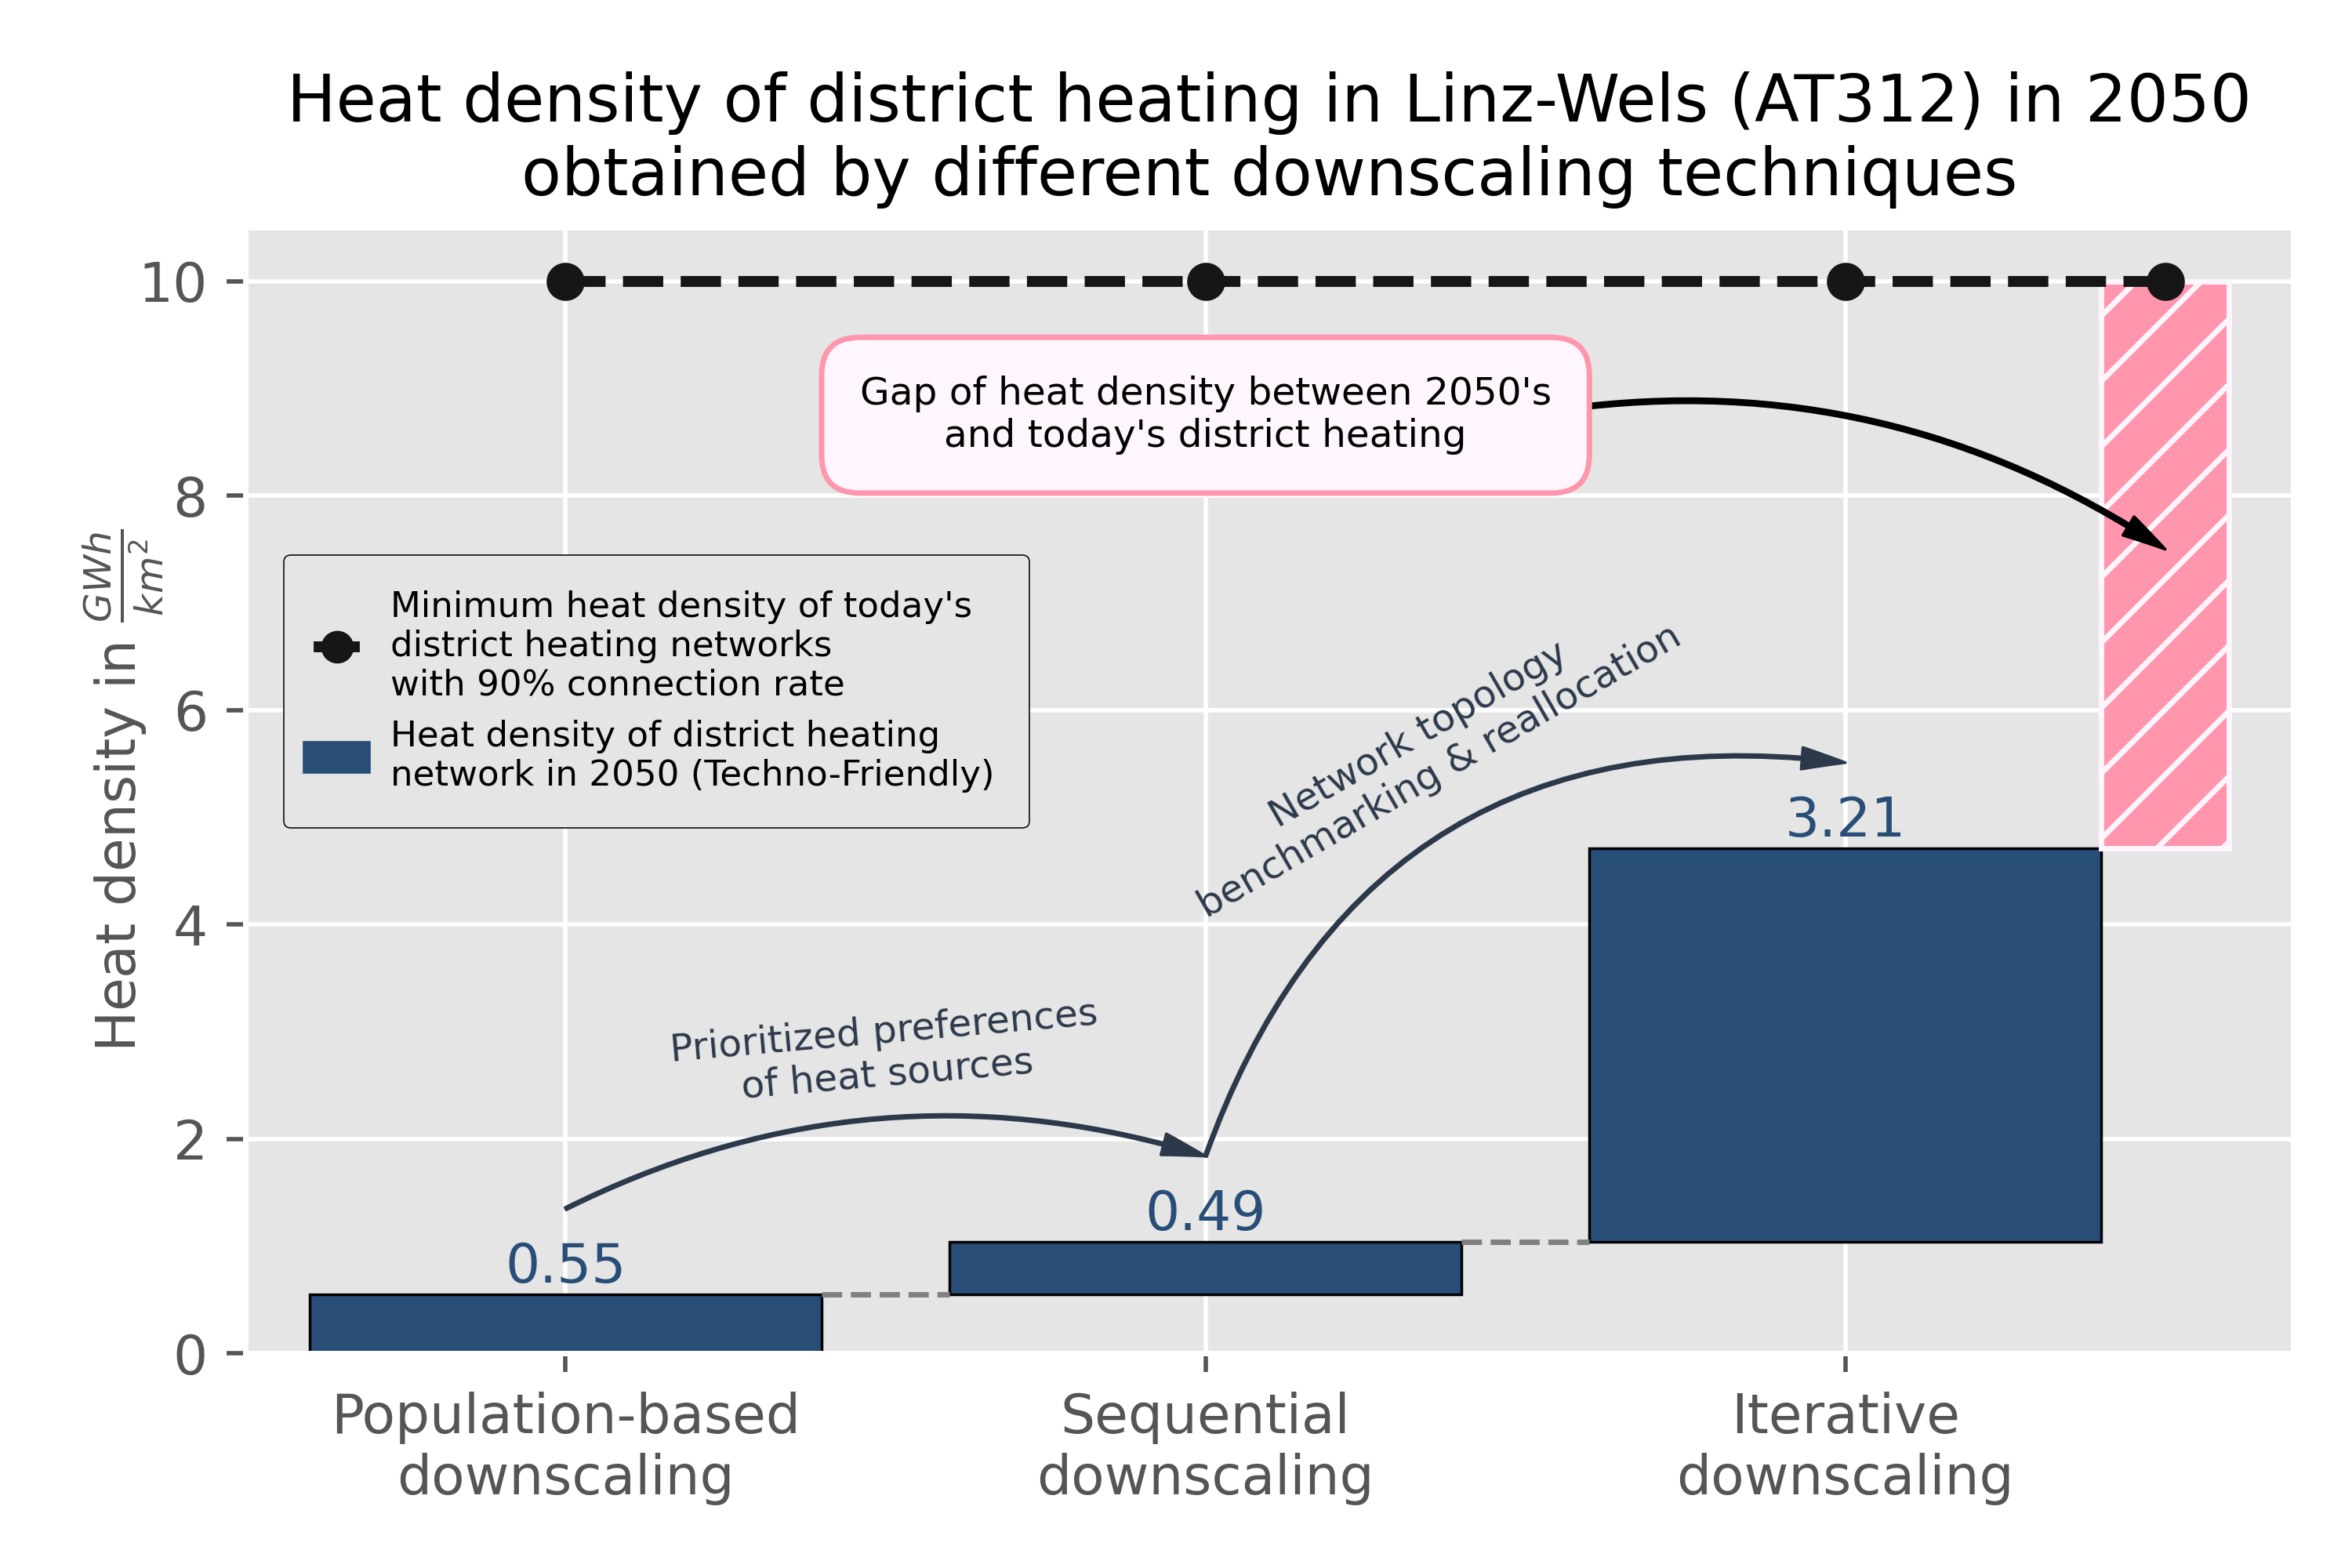 Heat density of district heating in Linz-Wels (AT312) in 2050
obtained by different downscaling techniques
Heat density in GWh/km²
10
8
6
4
2
0
Gap of heat density between 2050's
and today's district heating
Minimum heat density of today's
district heating networks
with 90% connection rate
Heat density of district heating
network in 2050 (Techno-Friendly)
Network topology
benchmarking & reallocation
Prioritized preferences
of heat sources
0.55
0.49
3.21
Population-based
downscaling
Sequential
downscaling
Iterative
downscaling